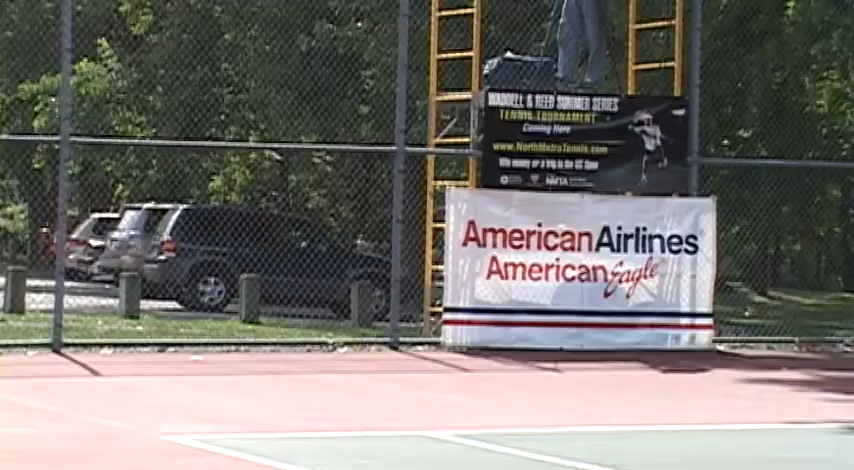 WADDELL & REED SUMMER SERIES
TENNIS TOURNAMENT
Coming Here
www.NorthMetroTennis.com
Win money or a trip to the US Open
NMTA
AmericanAirlines
AmericanEagle